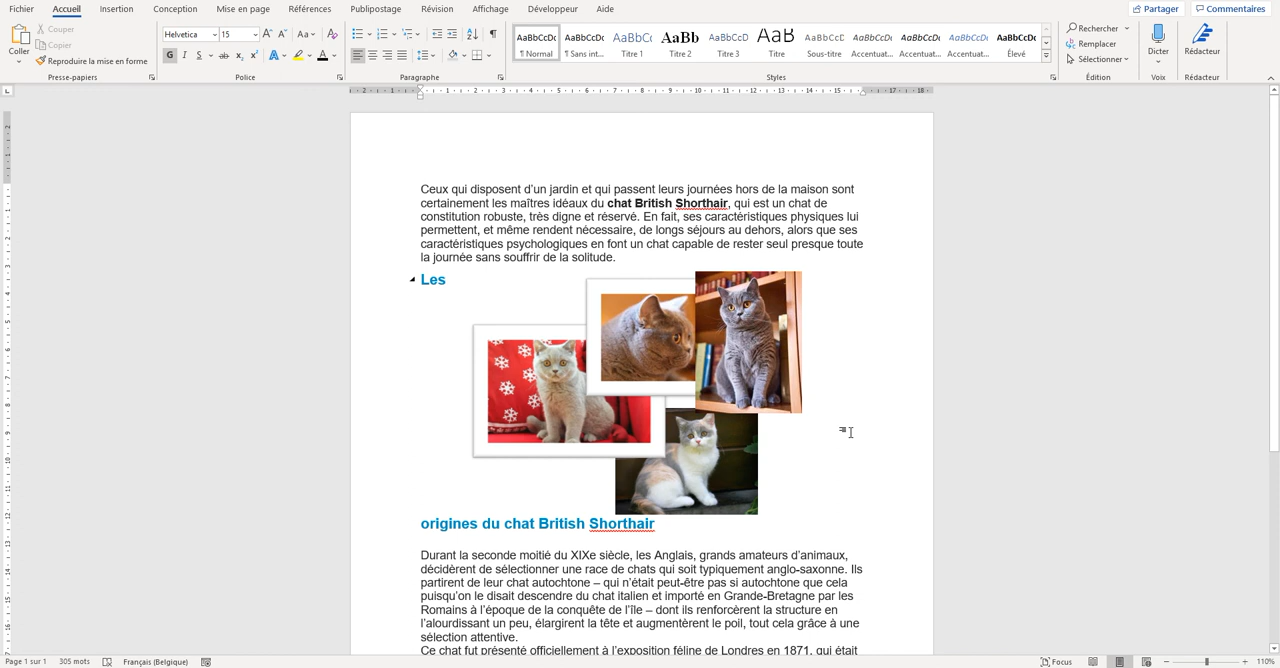 Fichier Accueil Insertion Conception Mise en page Références Publipostage Révision Affichage Développeur Aide Partager Commentaires
Coller
Couper
Copier
Reproduire la mise en forme
Presse-papiers
Helvetica 15
Police
Paragraphe
AaBbCcDc AaBbCcDc AaBbCc AaBb AaBbCcD AaB AaBbCcD AaBbCcDc AaBbCcDc AaBbCcDc AaBbCcDc
¶ Normal ¶ Sans int... Titre 1 Titre 2 Titre 3 Titre Sous-titre Accentuat... Accentuat... Accentuat... Élevé
Styles
Rechercher
Remplacer
Sélectionner
Édition
Dicter
Voix
Rédacteur
Rédacteur
Ceux qui disposent d’un jardin et qui passent leurs journées hors de la maison sont
certainement les maîtres idéaux du chat British Shorthair, qui est un chat de
constitution robuste, très digne et réservé. En fait, ses caractéristiques physiques lui
permettent, et même rendent nécessaire, de longs séjours au dehors, alors que ses
caractéristiques psychologiques en font un chat capable de rester seul presque toute
la journée sans souffrir de la solitude.
Les
origines du chat British Shorthair
Durant la seconde moitié du XIXe siècle, les Anglais, grands amateurs d’animaux,
décidèrent de sélectionner une race de chats qui soit typiquement anglo-saxonne. Ils
partirent de leur chat autochtone – qui n’était peut-être pas si autochtone que cela
puisqu’on le disait descendre du chat italien et importé en Grande-Bretagne par les
Romains à l’époque de la conquête de l’île – dont ils renforcèrent la structure en
l’alourdissant un peu, élargirent la tête et augmentèrent le poil, tout cela grâce à une
sélection attentive.
Ce chat fut présenté officiellement à l’exposition féline de Londres en 1871, qui était
Page 1 sur 1 305 mots Français (Belgique) Focus 110%